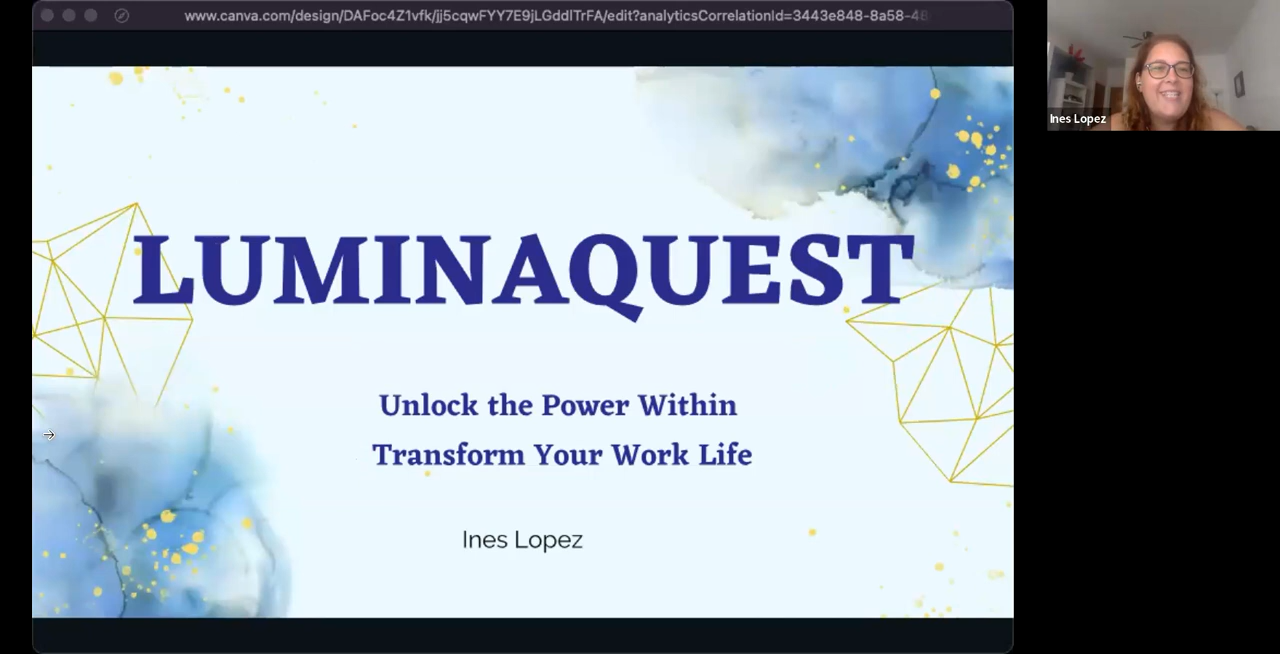 www.canva.com/design/DAFoc4Z1vfk/jj5cqwFYY7E9jLGddITrFA/edit?analyticsCorrelationId=3443e848-8a58-48
Ines Lopez
LUMINAQUEST
Unlock the Power Within
Transform Your Work Life
Ines Lopez